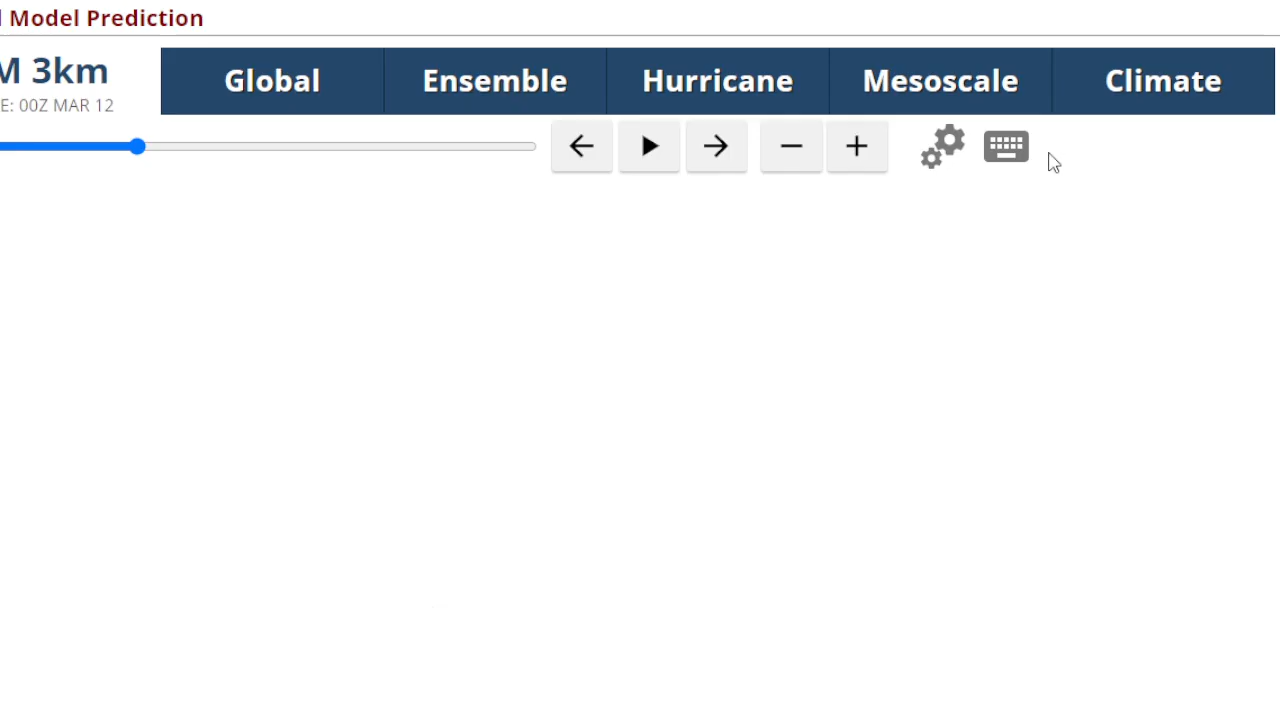 Model Prediction
M 3km
E: 00Z MAR 12
Global
Ensemble
Hurricane
Mesoscale
Climate